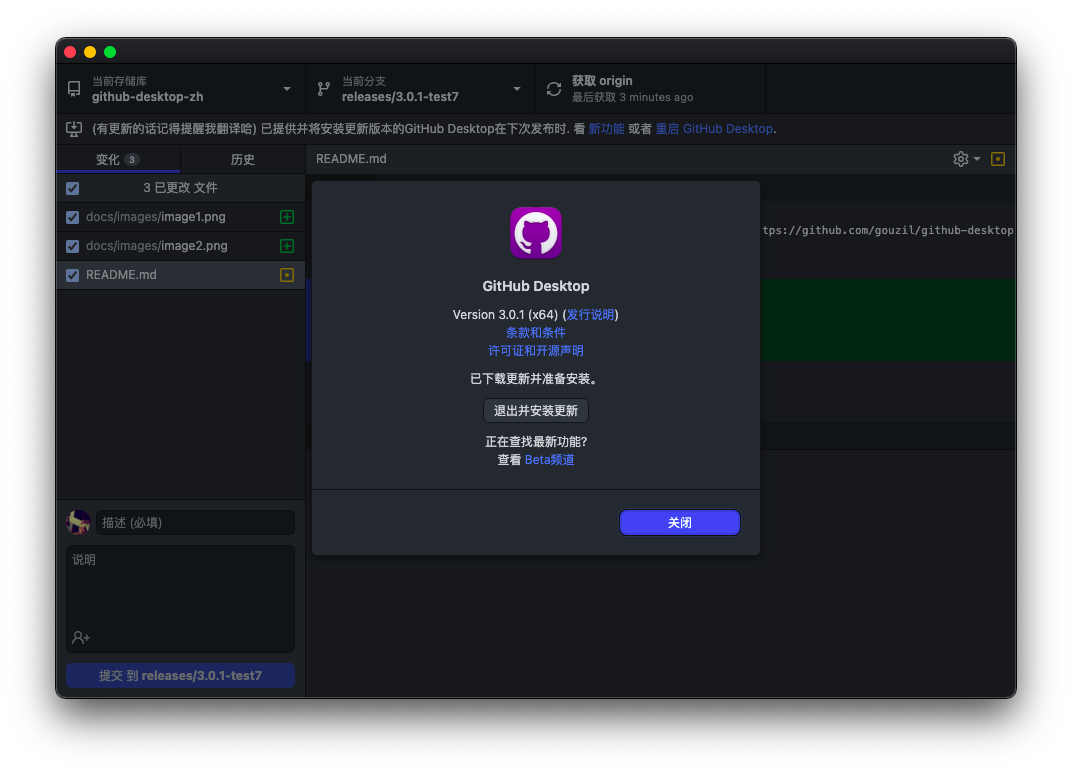 当前存储库
github-desktop-zh
当前分支
releases/3.0.1-test7
获取 origin
最后获取 3 minutes ago
(有更新的话记得提醒我翻译哈) 已提供并将安装更新版本的GitHub Desktop在下次发布时. 看 新功能 或者 重启 GitHub Desktop.
变化 3
历史
README.md
3 已更改 文件
docs/images/image1.png
docs/images/image2.png
README.md
tps://github.com/gouzil/github-desktop
GitHub Desktop
Version 3.0.1 (x64) (发行说明)
条款和条件
许可证和开源声明
已下载更新并准备安装。
退出并安装更新
正在查找最新功能?
查看 Beta频道
关闭
描述 (必填)
说明
提交 到 releases/3.0.1-test7